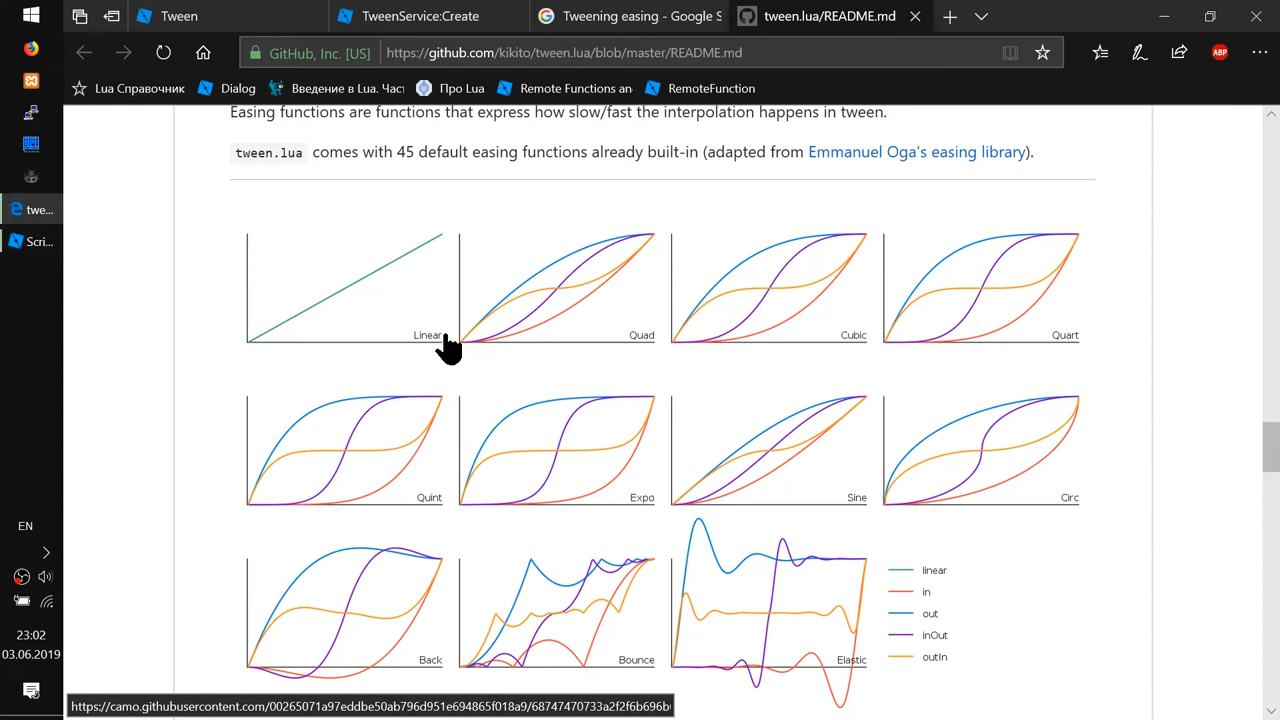 Tween
TweenService:Create
Tweening easing - Google S
tween.lua/README.md
GitHub, Inc. [US]
https://github.com/kikito/tween.lua/blob/master/README.md
ABP
Lua Справочник
Dialog
Введение в Lua. Част
Про Lua
Remote Functions an
RemoteFunction
Easing functions are functions that express how slow/fast the interpolation happens in tween.
tween.lua comes with 45 default easing functions already built-in (adapted from Emmanuel Oga's easing library).
twe...
Scri...
Linear
Quad
Cubic
Quart
Quint
Expo
Sine
Circ
Back
Bounce
Elastic
linear
in
out
inOut
outIn
EN
23:02
03.06.2019
https://camo.githubusercontent.com/00265071a97eddbe50ab796d951e694865f018a9/68747470733a2f2f6b696b6